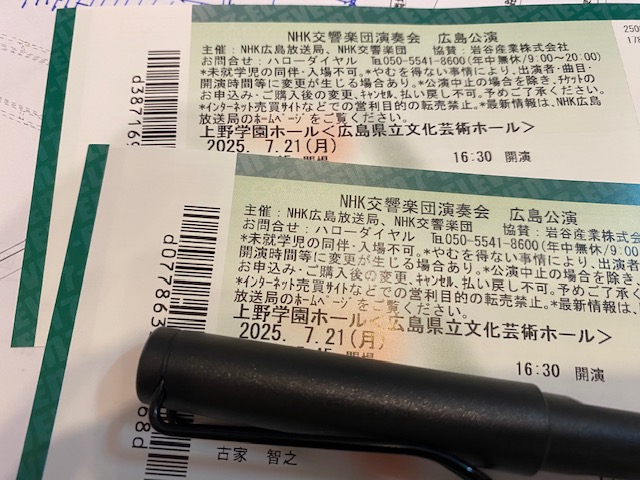 NHK交響楽団演奏会 広島公演
主催:NHK広島放送局、NHK交響楽団 協賛:岩谷産業株式会社
お問合せ:ハローダイヤル ℡050-5541-8600(年中無休/9:00~20:00)
*未就学児の同伴・入場不可。*やむを得ない事情により、出演者・曲目・
開演時間等に変更が生じる場合あり。*公演中止の場合を除き、チケットの
お申込み・ご購入後の変更、キャンセル、払い戻し不可。予めご了承ください。
*インターネット売買サイトなどでの営利目的の転売禁止。*最新情報は、NHK広島
放送局のホームページをご覧ください。
上野学園ホール<広島県立文化芸術ホール>
2025. 7.21(月)
16:30 開演
d387169
2505
178
NHK交響楽団演奏会 広島公演
主催:NHK広島放送局、NHK交響楽団 協賛:岩谷産業株式会
お問合せ:ハローダイヤル ℡050-5541-8600(年中無休/9:00~
*未就学児の同伴・入場不可。*やむを得ない事情により、出演者
開演時間等に変更が生じる場合あり。*公演中止の場合を除き、
お申込み・ご購入後の変更、キャンセル、払い戻し不可。予めご了承く
*インターネット売買サイトなどでの営利目的の転売禁止。*最新情報は、N
放送局のホームページをご覧ください。
上野学園ホール<広島県立文化芸術ホール>
2025. 7.21(月)
16:30 開演
d077863
68d
古家 智之